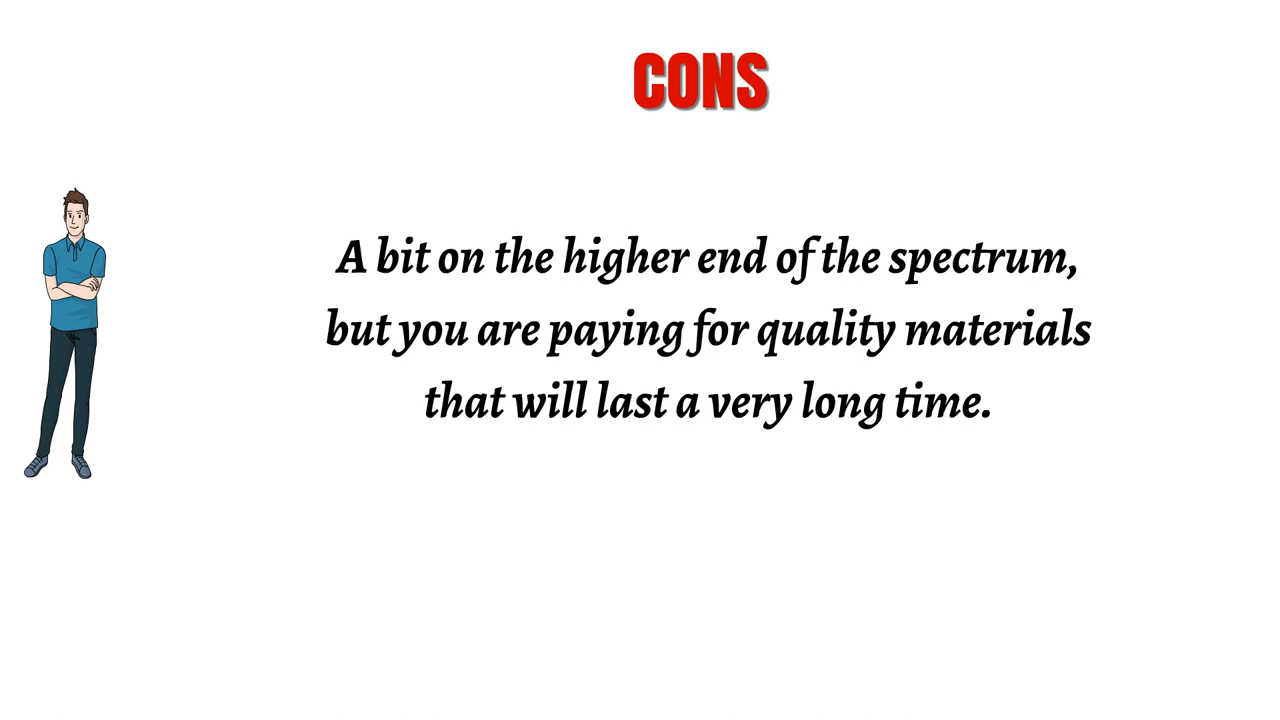 CONS
A bit on the higher end of the spectrum,
but you are paying for quality materials
that will last a very long time.